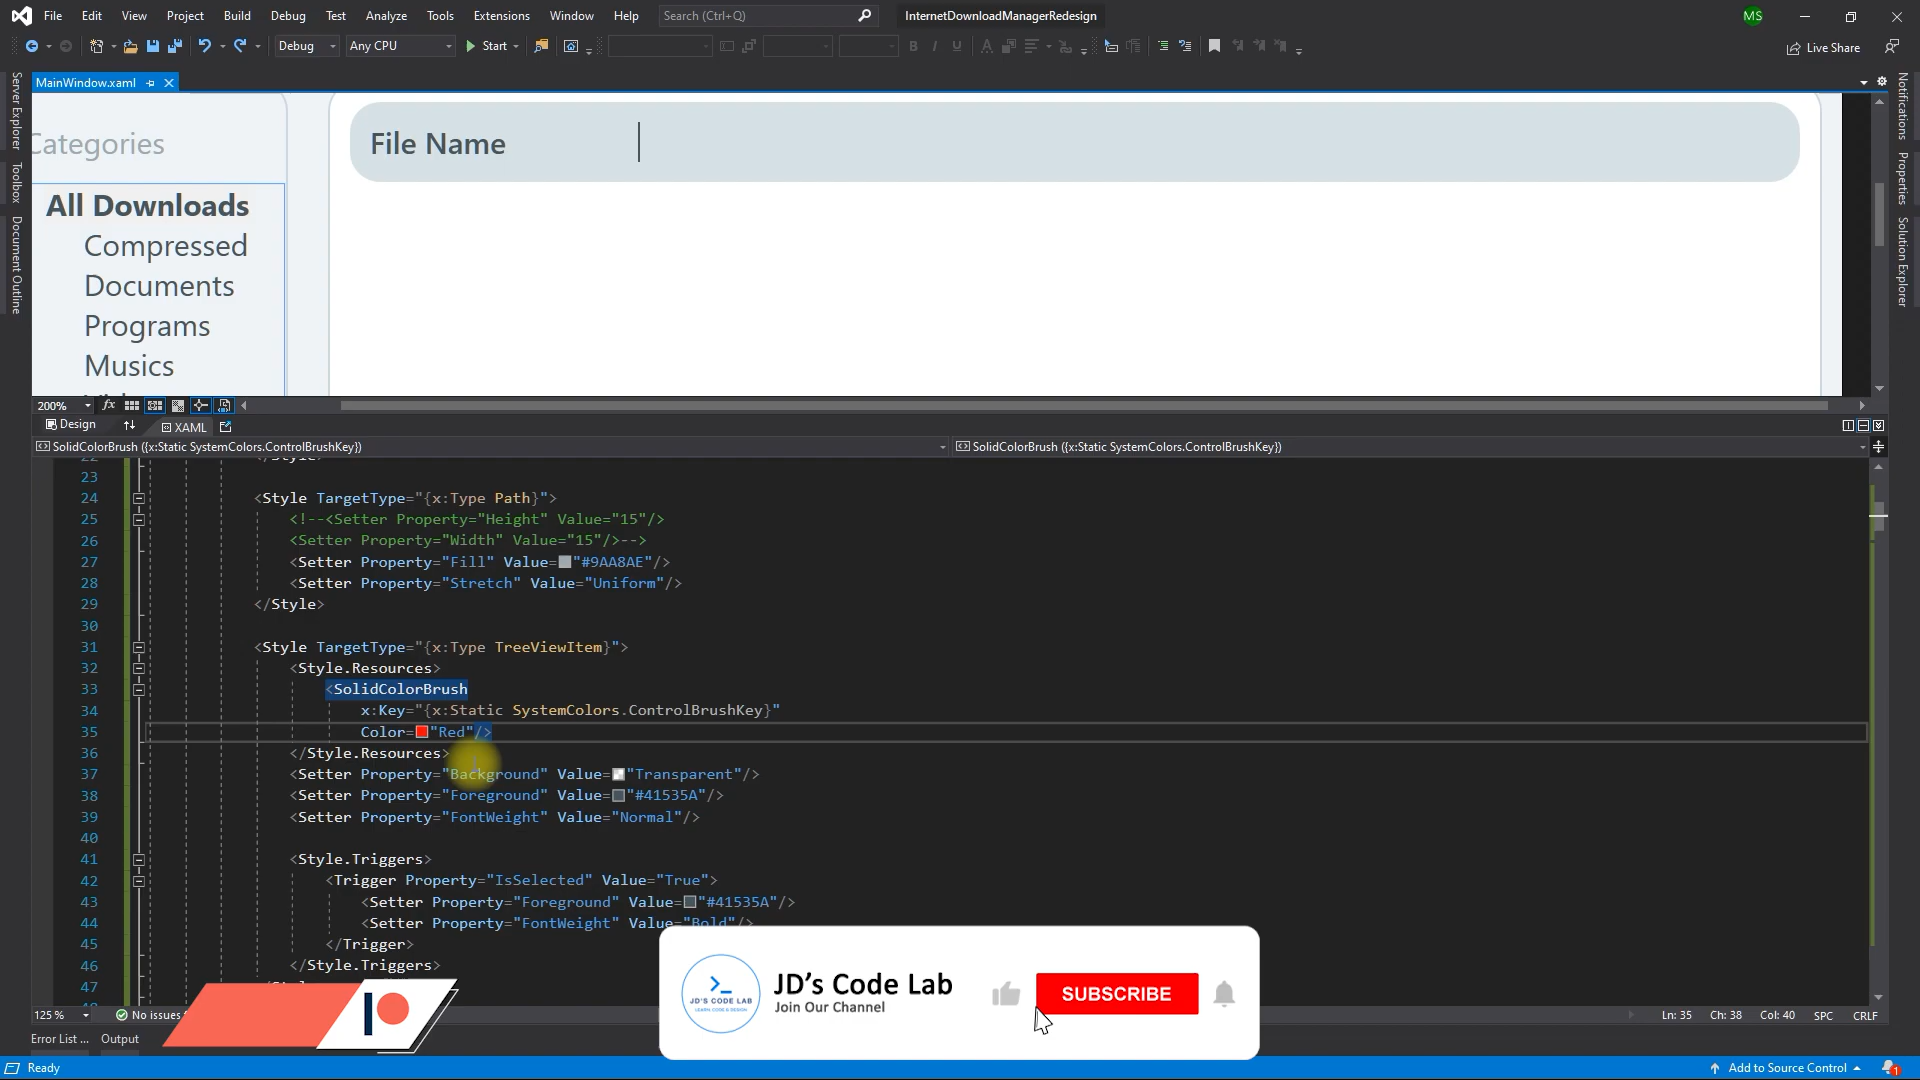 File Edit View Project Build Debug Test Analyze Tools Extensions Window Help Search (Ctrl+Q) InternetDownloadManagerRedesign MS
Debug Any CPU Start Live Share
Server Explorer
Toolbox
Document Outline
MainWindow.xaml
Notifications
Properties
Solution Explorer
Categories
All Downloads
Compressed
Documents
Programs
Musics
File Name
200%
Design XAML
SolidColorBrush ({x:Static SystemColors.ControlBrushKey}) SolidColorBrush ({x:Static SystemColors.ControlBrushKey})
23
24 <Style TargetType="{x:Type Path}">
25 <!--<Setter Property="Height" Value="15"/>
26 <Setter Property="Width" Value="15"/>-->
27 <Setter Property="Fill" Value="#9AA8AE"/>
28 <Setter Property="Stretch" Value="Uniform"/>
29 </Style>
30
31 <Style TargetType="{x:Type TreeViewItem}">
32 <Style.Resources>
33 <SolidColorBrush
34 x:Key="{x:Static SystemColors.ControlBrushKey}"
35 Color="Red"/>
36 </Style.Resources>
37 <Setter Property="Background" Value="Transparent"/>
38 <Setter Property="Foreground" Value="#41535A"/>
39 <Setter Property="FontWeight" Value="Normal"/>
40
41 <Style.Triggers>
42 <Trigger Property="IsSelected" Value="True">
43 <Setter Property="Foreground" Value="#41535A"/>
44 <Setter Property="FontWeight" Value="Bold"/>
45 </Trigger>
46 </Style.Triggers>
47
JD'S CODE LAB
JD's Code Lab
Join Our Channel
SUBSCRIBE
125 % No issues Ln: 35 Ch: 38 Col: 40 SPC CRLF
Error List ... Output
Ready Add to Source Control 1